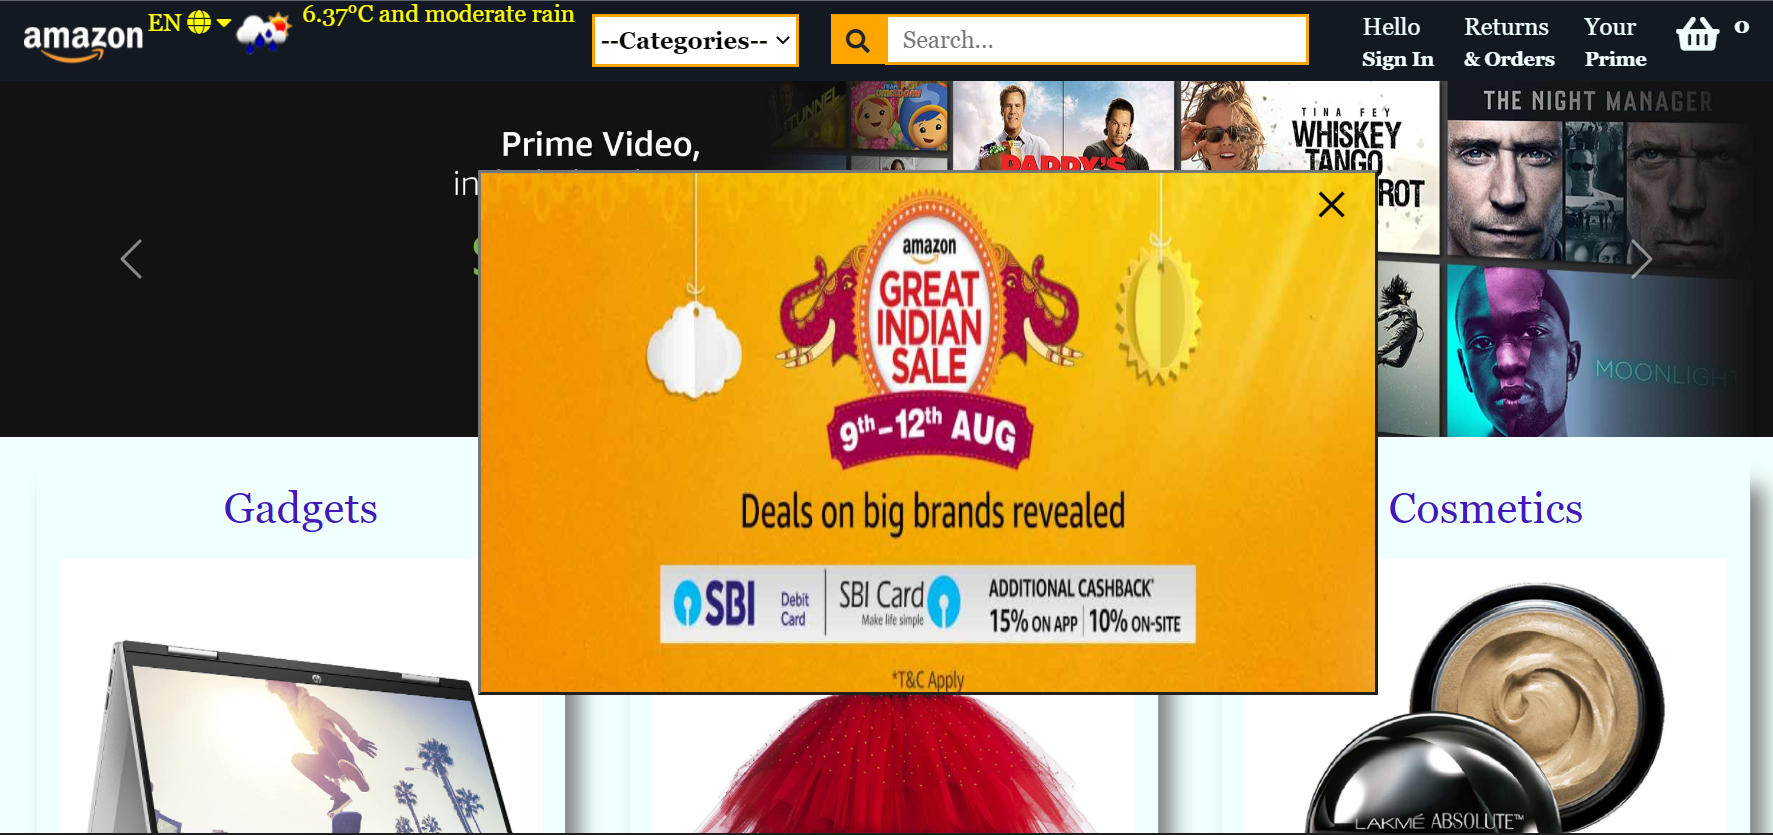 amazon
EN
6.37°C and moderate rain
--Categories--
Search...
Hello
Sign In
Returns
& Orders
Your
Prime
0
Prime Video,
in
TINA FEY
WHISKEY
TANGO
ROT
DADDY'S
THE NIGHT MANAGER
MOONLIGHT
amazon
GREAT
INDIAN
SALE
9th-12th AUG
Deals on big brands revealed
SBI
Debit
Card
SBI Card
Make life simple
ADDITIONAL CASHBACK*
15% ON APP | 10% ON-SITE
*T&C Apply
Gadgets
Cosmetics
hp
LAKMÉ ABSOLUTE™